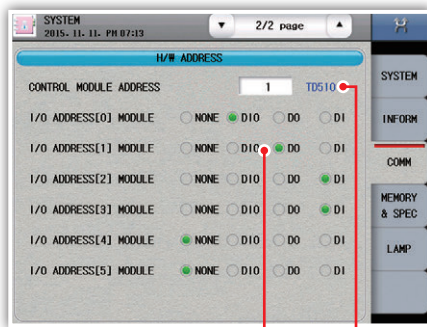 SYSTEM
2015. 11. 11. PM 07:13
2/2 page
H/W ADDRESS
CONTROL MODULE ADDRESS 1 TD510
I/O ADDRESS[0] MODULE NONE DIO DO DI
I/O ADDRESS[1] MODULE NONE DIO DO DI
I/O ADDRESS[2] MODULE NONE DIO DO DI
I/O ADDRESS[3] MODULE NONE DIO DO DI
I/O ADDRESS[4] MODULE NONE DIO DO DI
I/O ADDRESS[5] MODULE NONE DIO DO DI
SYSTEM
INFORM
COMM
MEMORY
& SPEC
LAMP